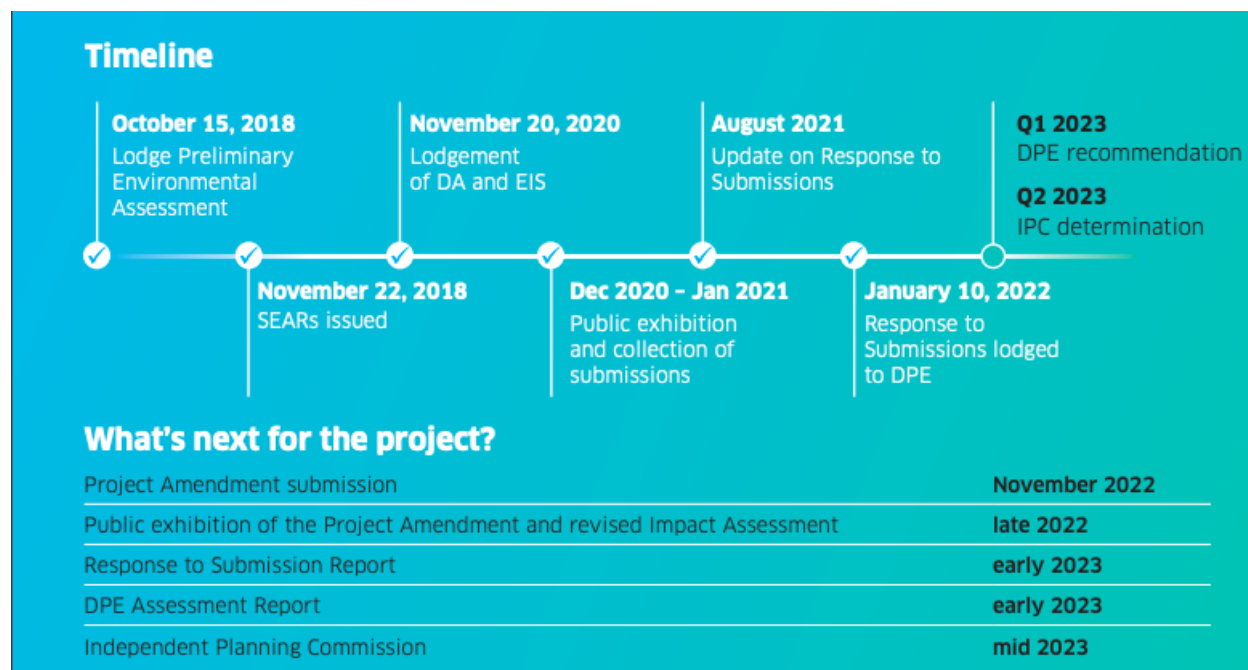 Timeline
October 15, 2018
Lodge Preliminary
Environmental
Assessment
November 22, 2018
SEARs issued
November 20, 2020
Lodgement
of DA and EIS
Dec 2020 – Jan 2021
Public exhibition
and collection of
submissions
August 2021
Update on Response to
Submissions
January 10, 2022
Response to
Submissions lodged
to DPE
Q1 2023
DPE recommendation
Q2 2023
IPC determination
What's next for the project?
Project Amendment submission November 2022
Public exhibition of the Project Amendment and revised Impact Assessment late 2022
Response to Submission Report early 2023
DPE Assessment Report early 2023
Independent Planning Commission mid 2023